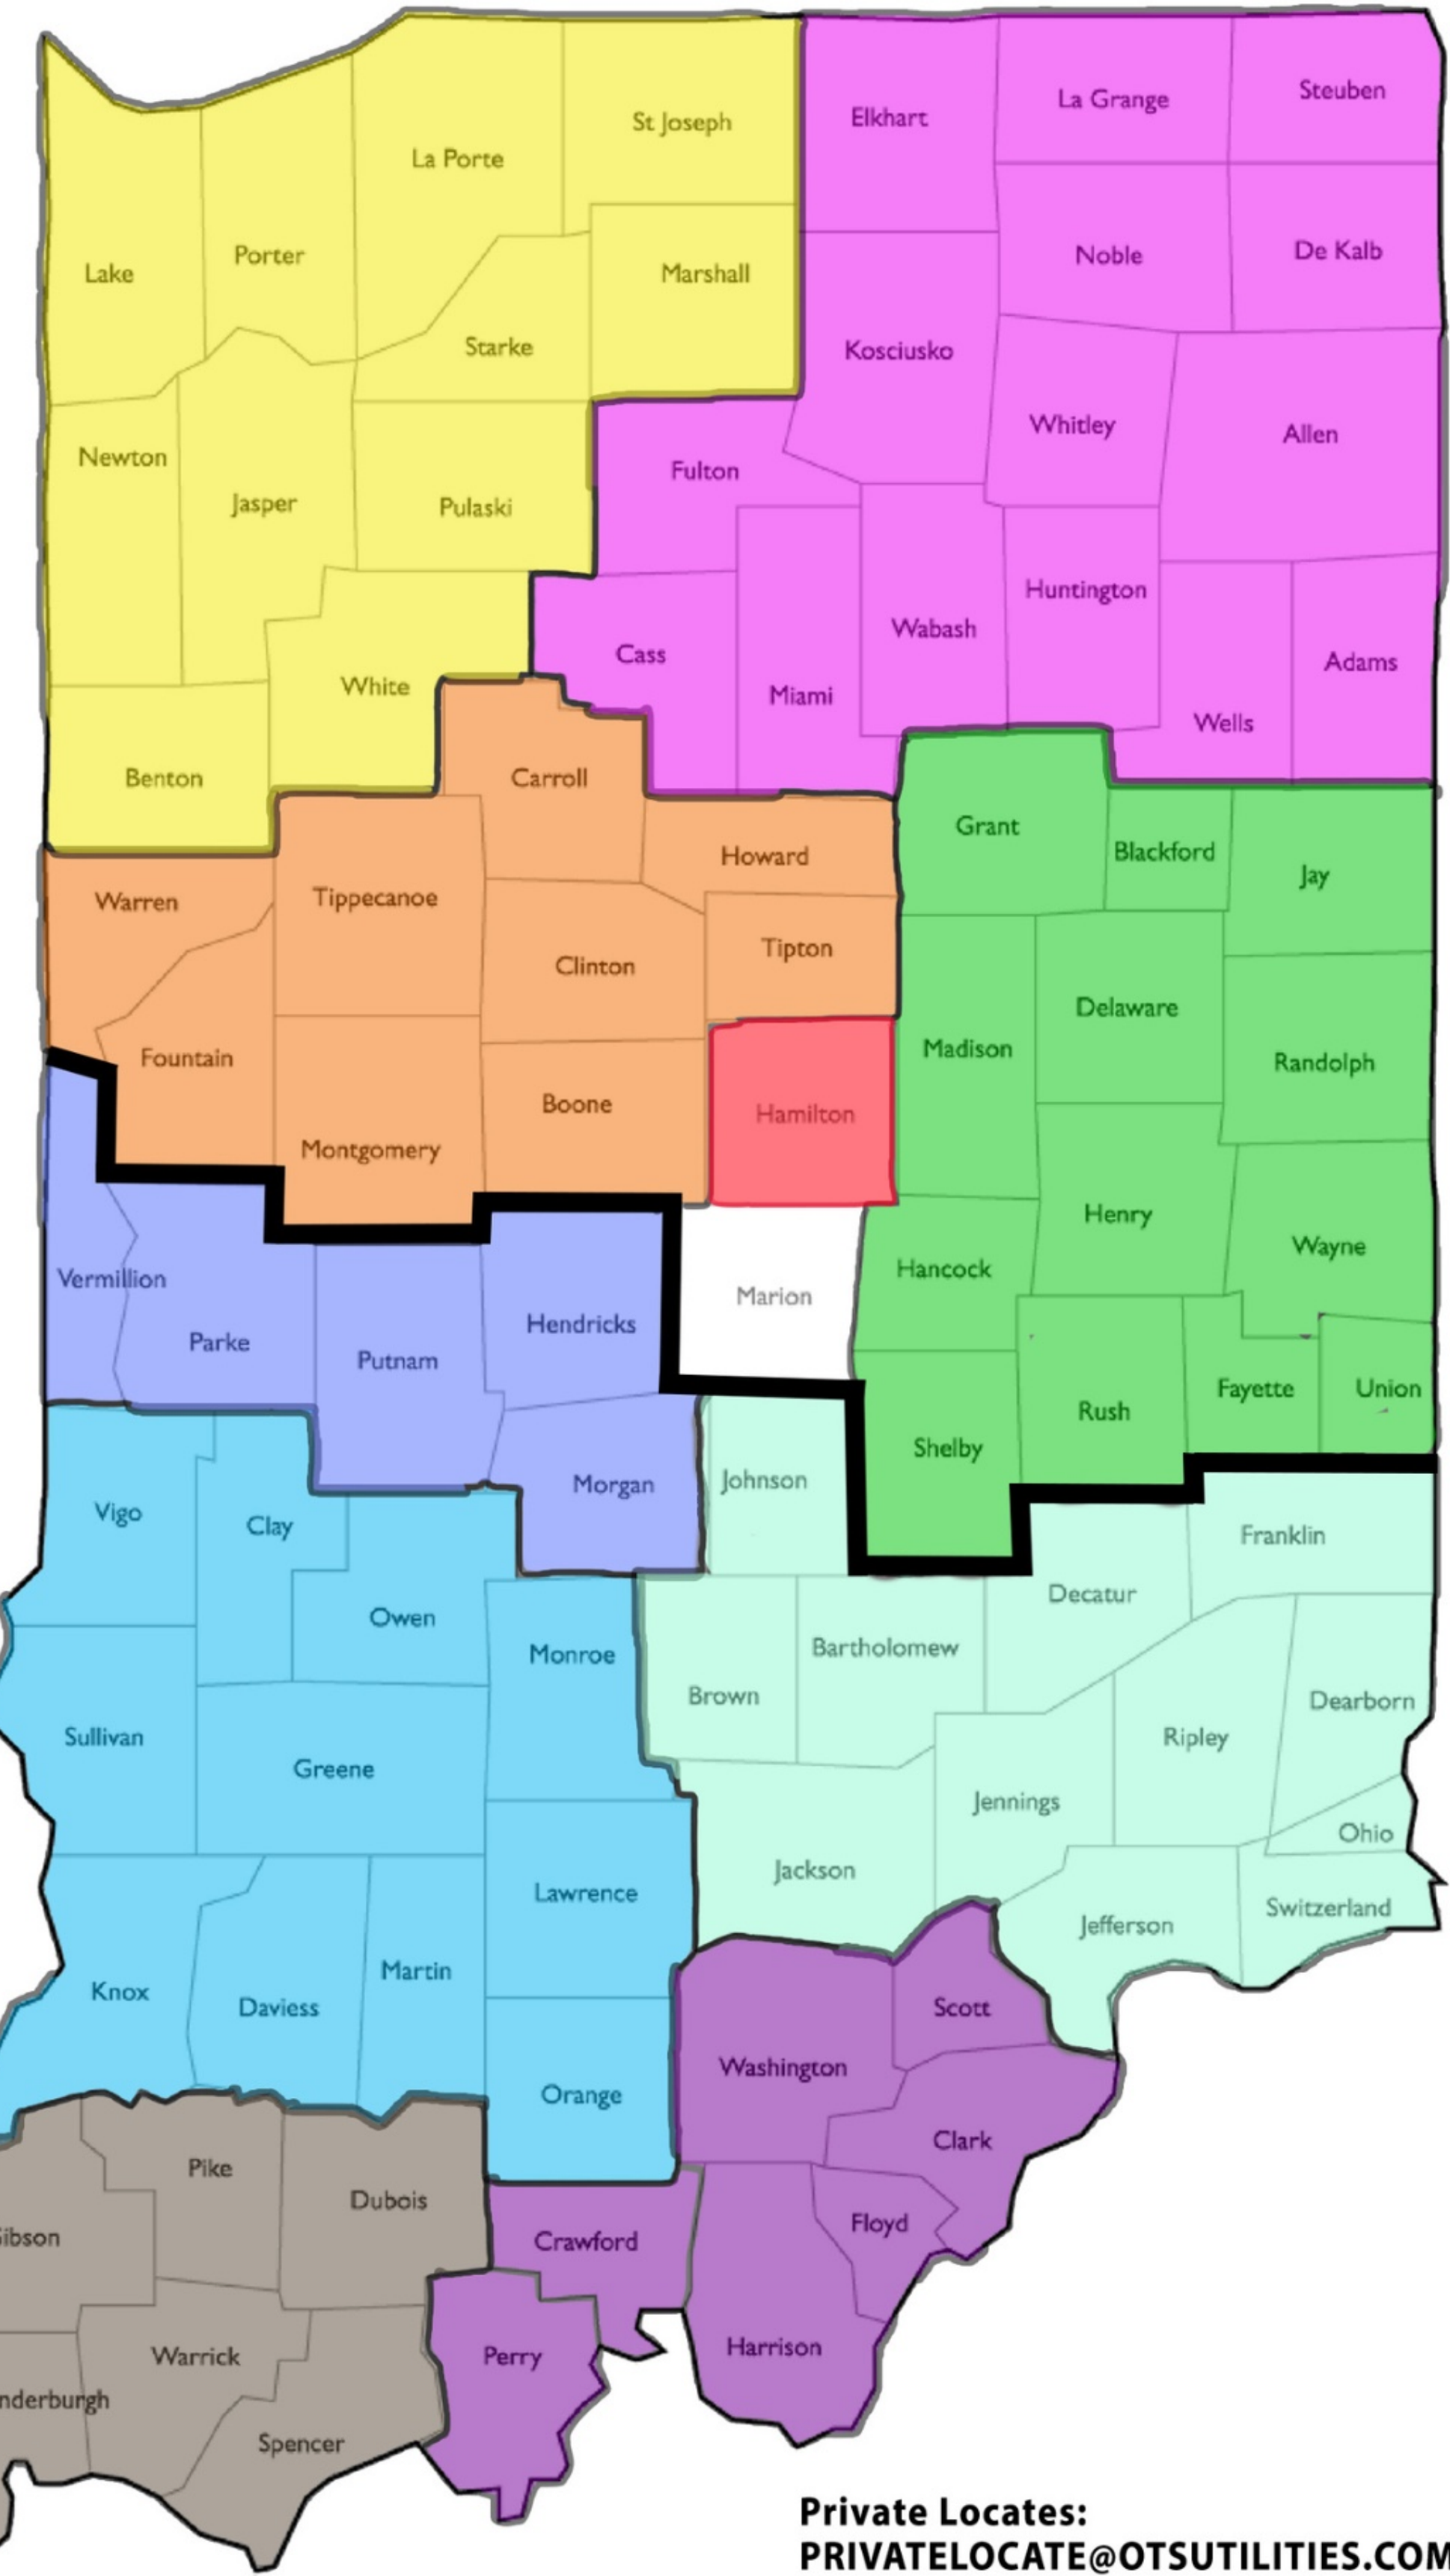 Steuben
La Grange
Elkhart
St Joseph
La Porte
De Kalb
Porter
Noble
Lake
Marshall
Starke
Kosciusko
Whitley
Allen
Newton
Fulton
Jasper
Pulaski
Huntington
Wabash
Cass
Adams
White
Miami
Wells
Benton
Carroll
Grant
Blackford
Howard
Jay
Tippecanoe
Warren
Tipton
Clinton
Delaware
Madison
Fountain
Randolph
Boone
Hamilton
Montgomery
Henry
Wayne
Hancock
Vermillion
Marion
Hendricks
Parke
Putnam
Fayette
Union
Rush
Shelby
Johnson
Morgan
Vigo
Clay
Franklin
Decatur
Owen
Bartholomew
Monroe
Brown
Dearborn
Sullivan
Ripley
Greene
Jennings
Ohio
Jackson
Lawrence
Switzerland
Jefferson
Martin
Knox
Daviess
Scott
Washington
Orange
Clark
Pike
Dubois
Floyd
ibson
Crawford
Harrison
Warrick
Perry
nderburgh
Spencer
Private Locates:
PRIVATELOCATE@OTSUTILITIES.COM